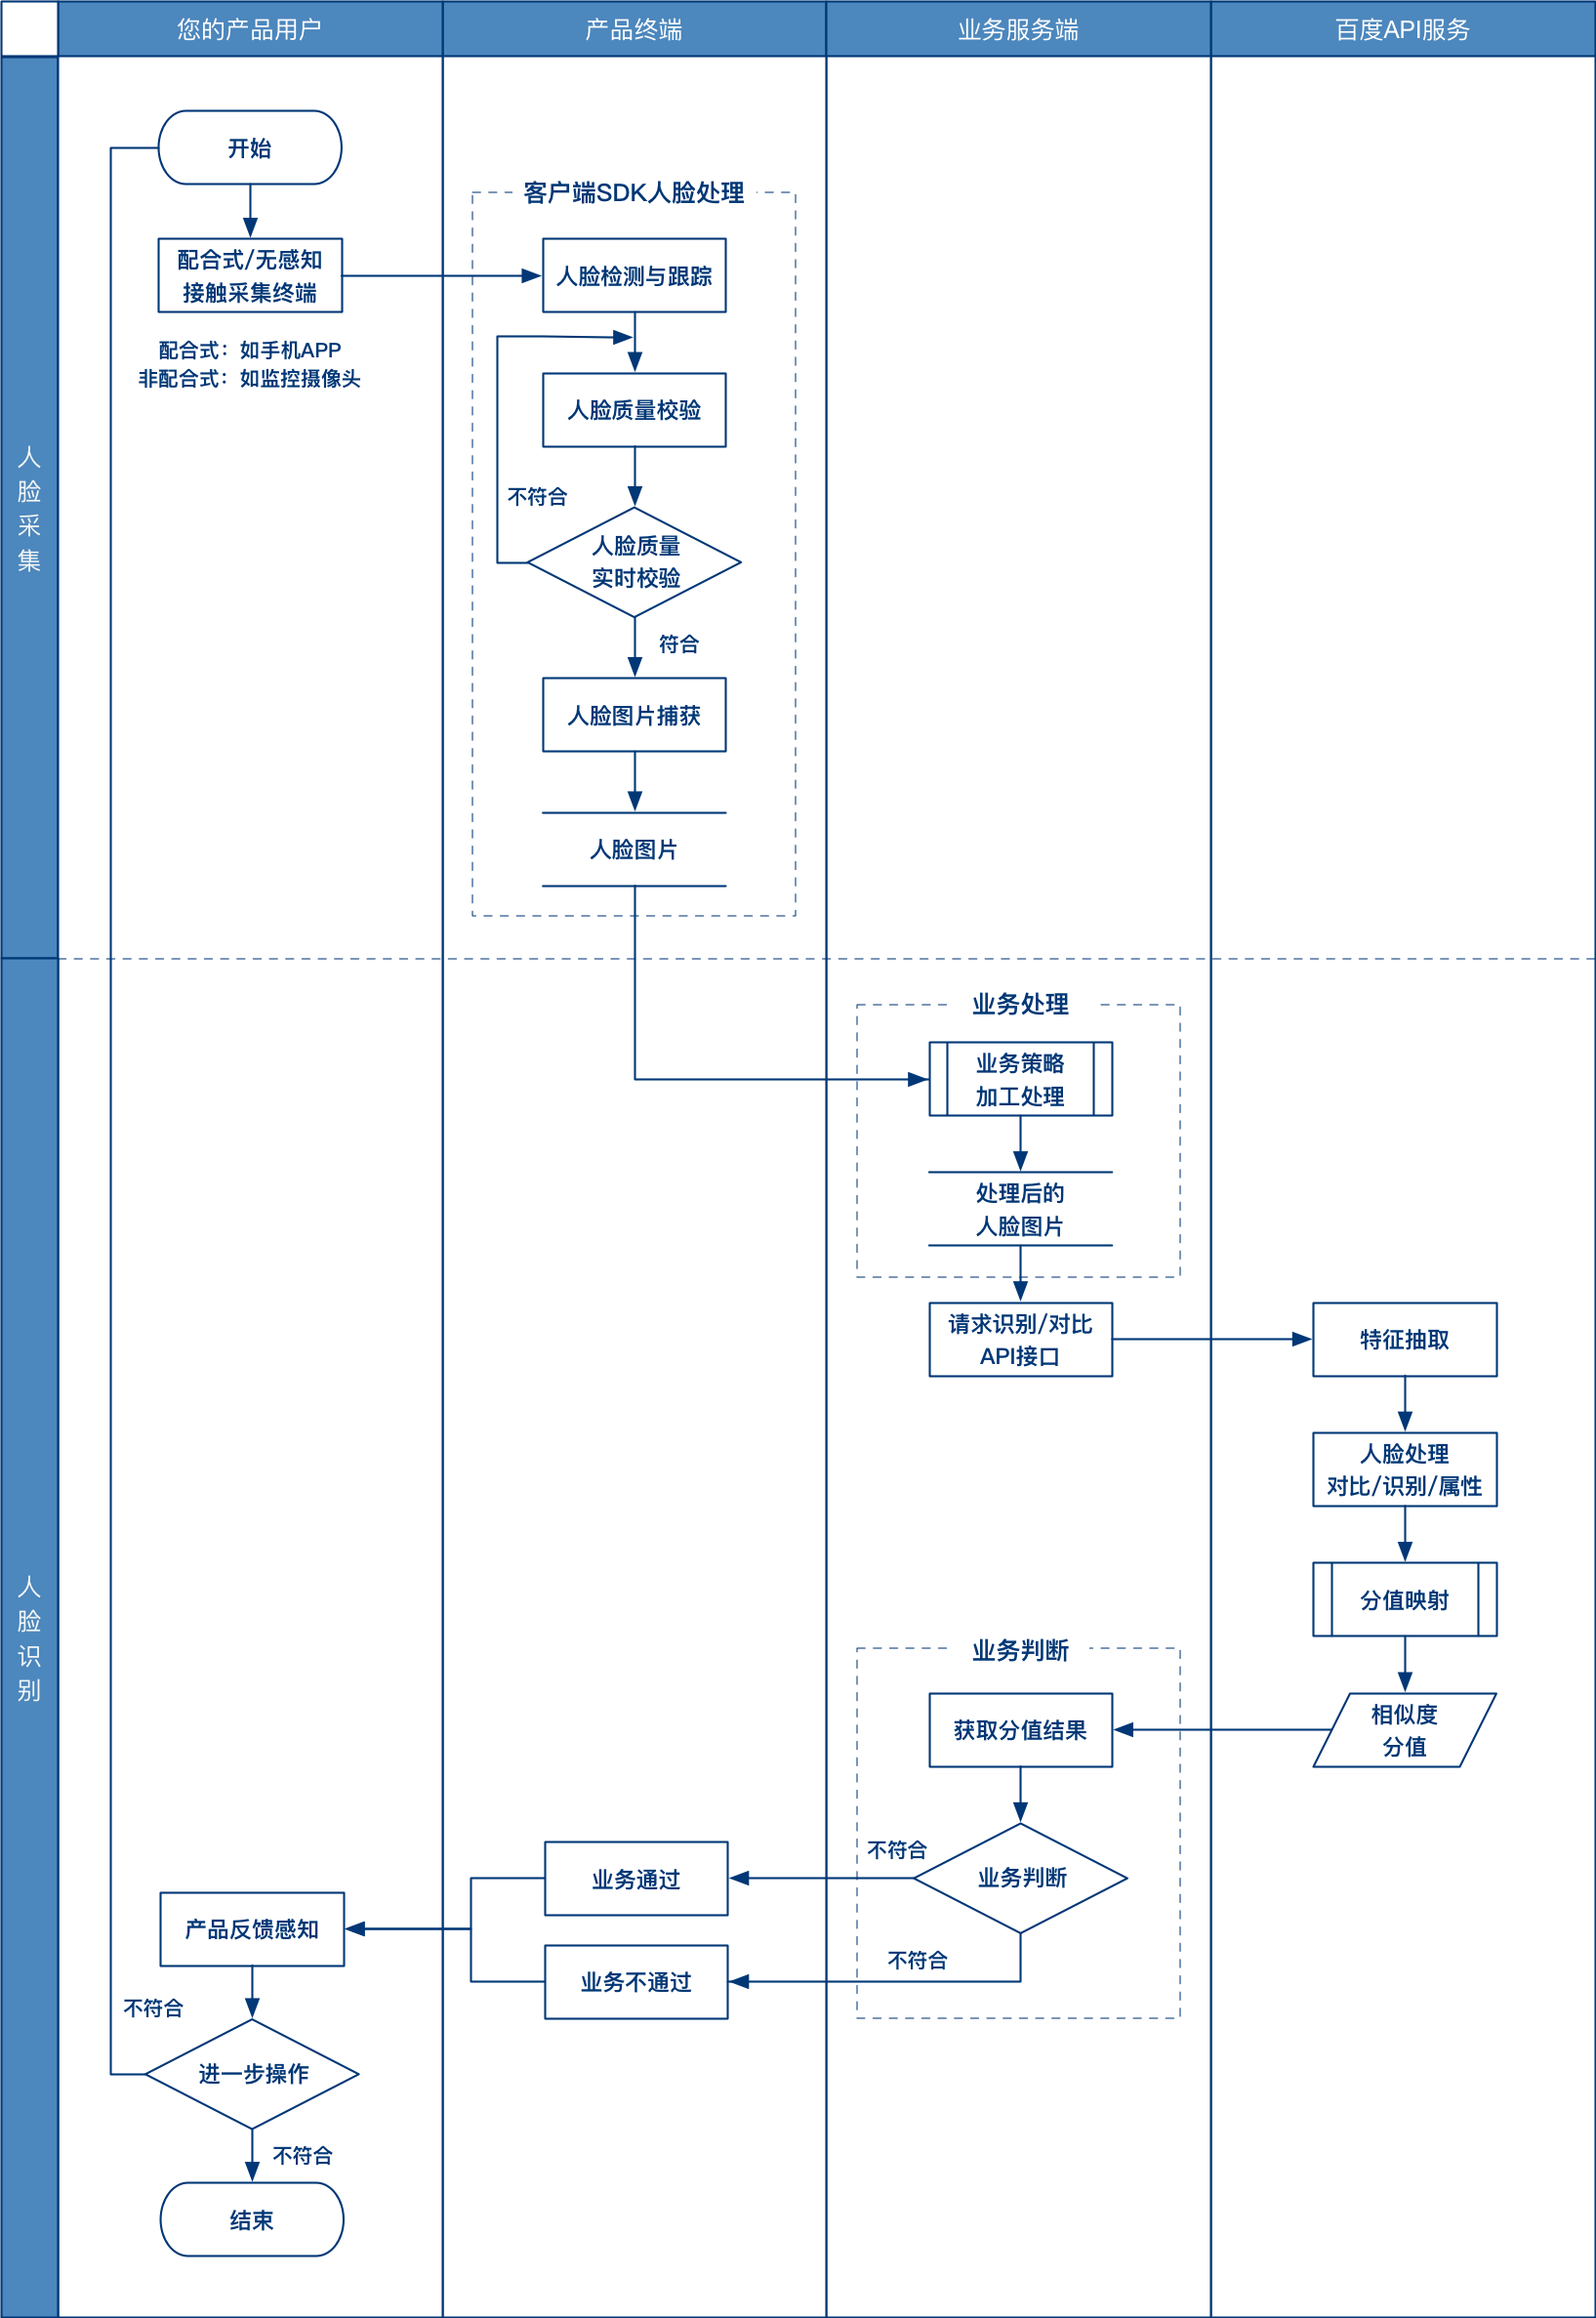 您的产品用户
产品终端
业务服务端
百度API服务
人
脸
采
集
开始
配合式/无感知
接触采集终端
配合式：如手机APP
非配合式：如监控摄像头
客户端SDK人脸处理
人脸检测与跟踪
人脸质量校验
不符合
人脸质量
实时校验
符合
人脸图片捕获
人脸图片
人
脸
识
别
业务处理
业务策略
加工处理
处理后的
人脸图片
请求识别/对比
API接口
特征抽取
人脸处理
对比/识别/属性
分值映射
相似度
分值
业务判断
获取分值结果
不符合
业务判断
不符合
业务通过
业务不通过
产品反馈感知
不符合
进一步操作
不符合
结束